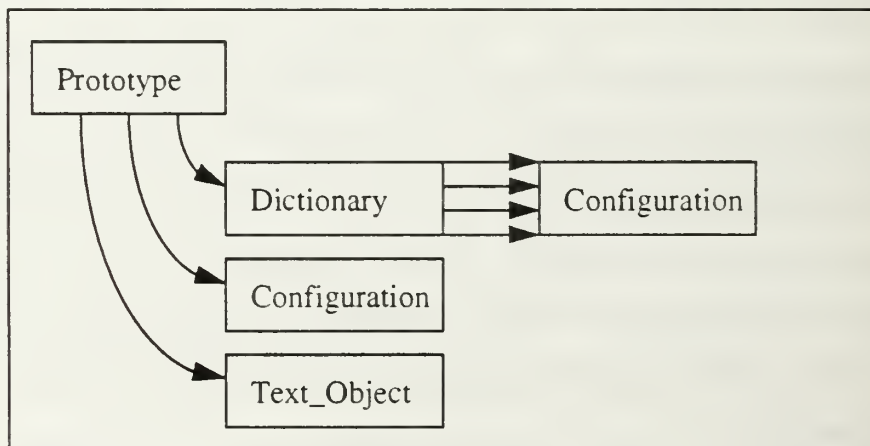 Prototype
Dictionary
Configuration
Configuration
Text_Object